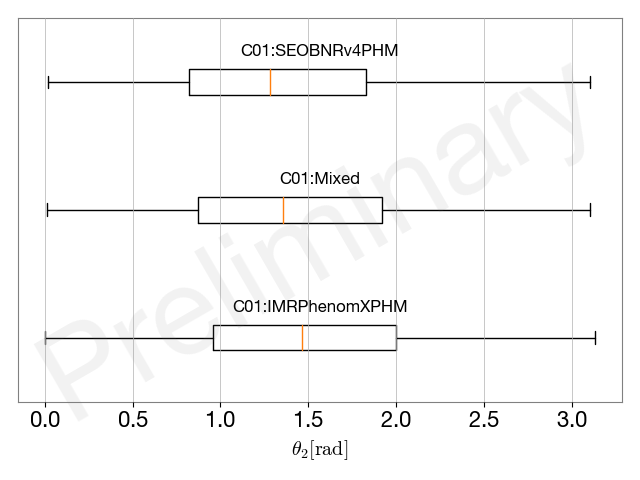 C01:SEOBNRv4PHM
C01:Mixed
C01:IMRPhenomXPHM
Preliminary
0.0 0.5 1.0 1.5 2.0 2.5 3.0
θ₂[rad]